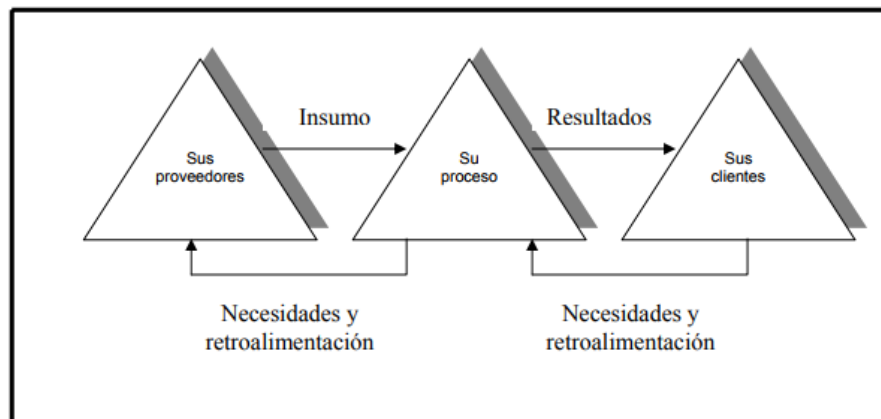 Insumo
Resultados
Sus
proveedores
Su
proceso
Sus
clientes
Necesidades y
retroalimentación
Necesidades y
retroalimentación